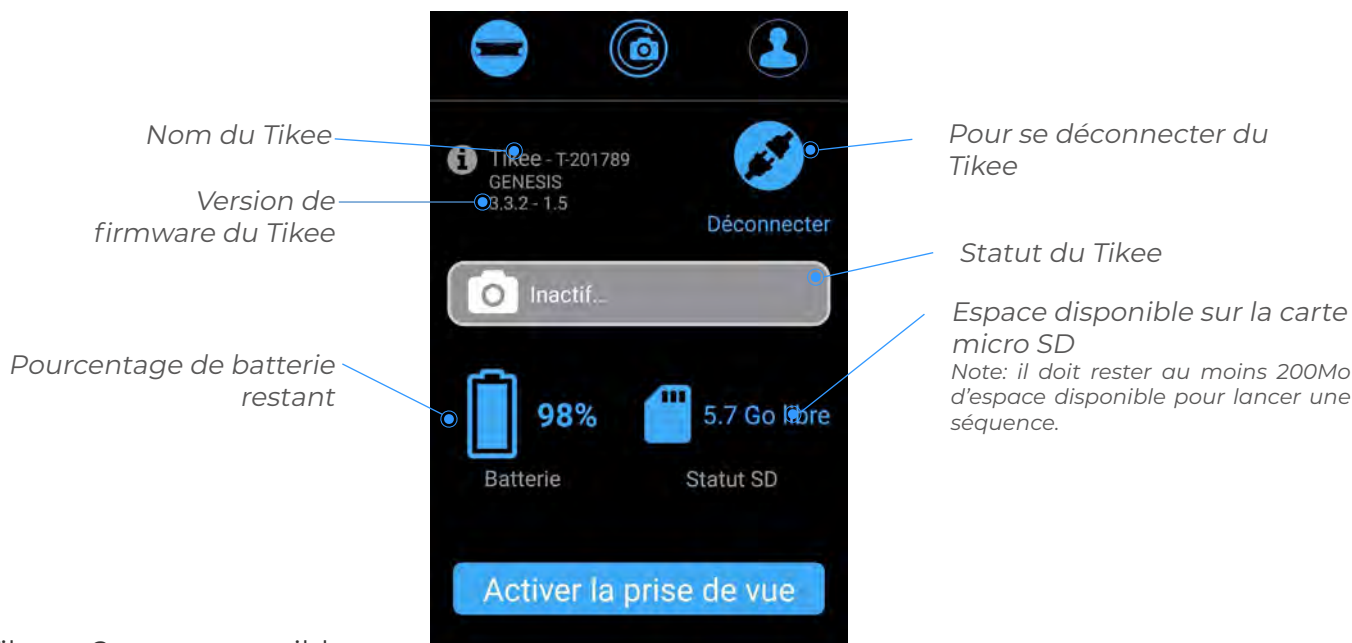 Nom du Tikee
Version de
firmware du Tikee
Pourcentage de batterie
restant
Tikee - T-201789
GENESIS
3.3.2 - 1.5
Déconnecter
Inactif...
98%
5.7 Go libre
Batterie
Statut SD
Activer la prise de vue
Pour se déconnecter du
Tikee
Statut du Tikee
Espace disponible sur la carte
micro SD
Note: il doit rester au moins 200Mo
d'espace disponible pour lancer une
séquence.